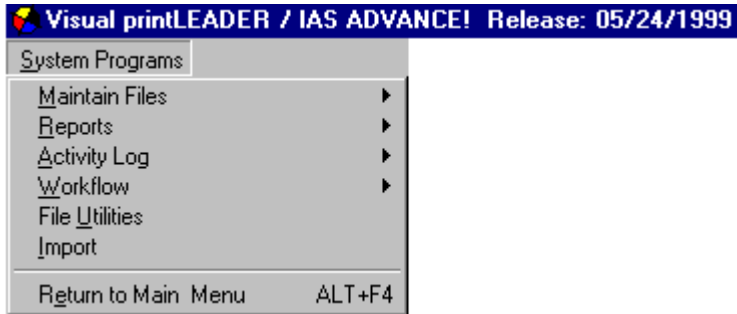 Visual printLEADER / IAS ADVANCE! Release: 05/24/1999
System Programs
Maintain Files
Reports
Activity Log
Workflow
File Utilities
Import
Return to Main Menu ALT+F4